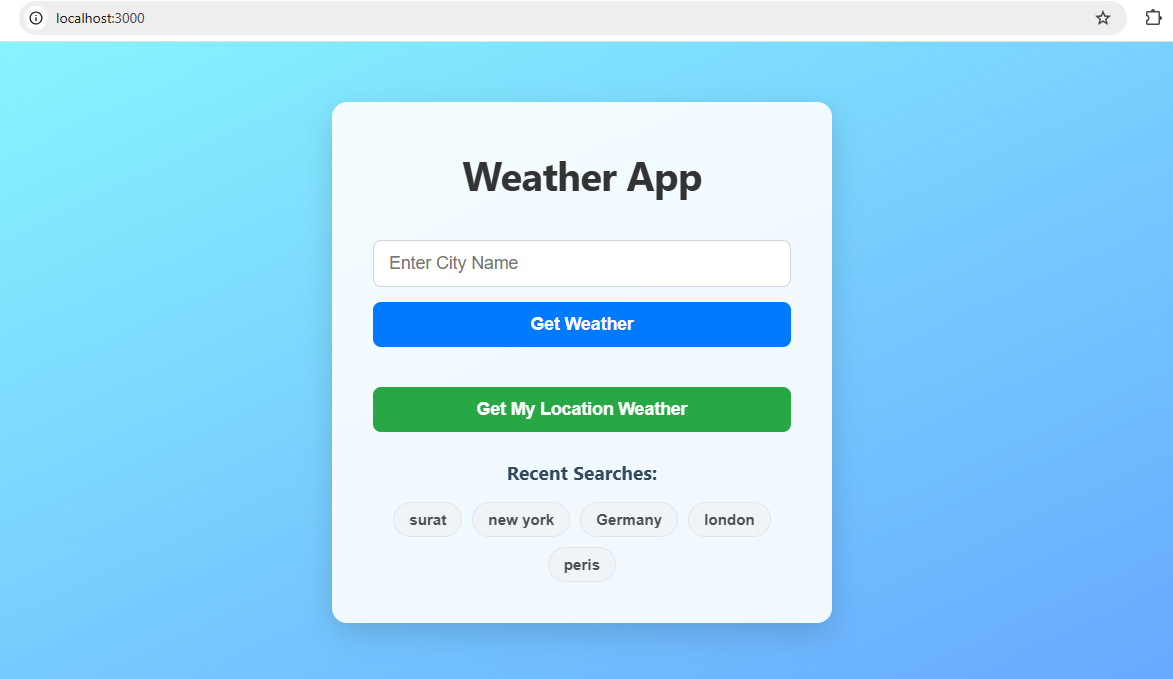 localhost:3000
Weather App
Enter City Name
Get Weather
Get My Location Weather
Recent Searches:
surat new york Germany london
peris